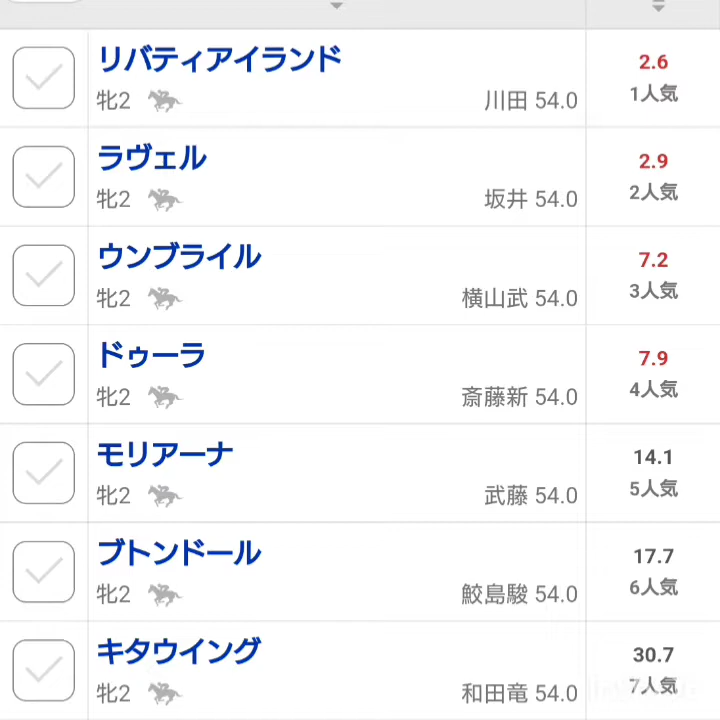 リバティアイランド
2.6
牝2
川田 54.0
1人気
ラヴェル
2.9
牝2
坂井 54.0
2人気
ウンブライル
7.2
牝2
横山武 54.0
3人気
ドゥーラ
7.9
牝2
斎藤新 54.0
4人気
モリアーナ
14.1
牝2
武藤 54.0
5人気
ブトンドール
17.7
牝2
鮫島駿 54.0
6人気
キタウイング
30.7
牝2
和田竜 54.0
7人気